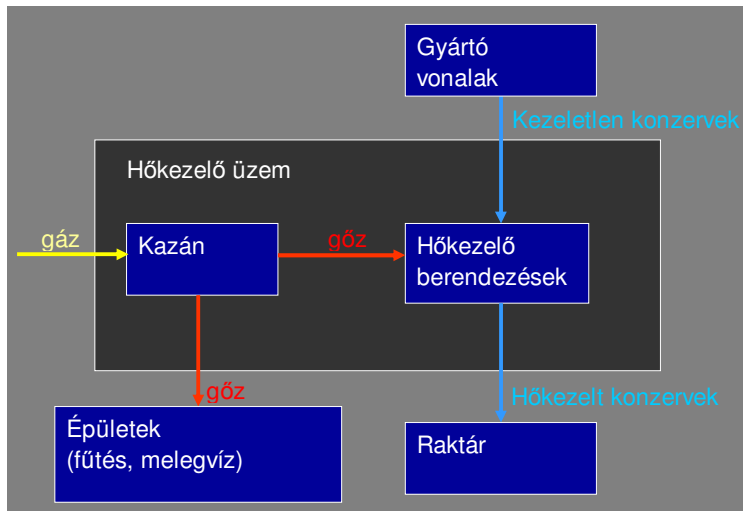 Gyártó
vonalak
Kezeletlen konzervek
Hőkezelő üzem
gáz
Kazán
gőz
Hőkezelő
berendezések
gőz
Hőkezelt konzervek
Épületek
(fűtés, melegvíz)
Raktár